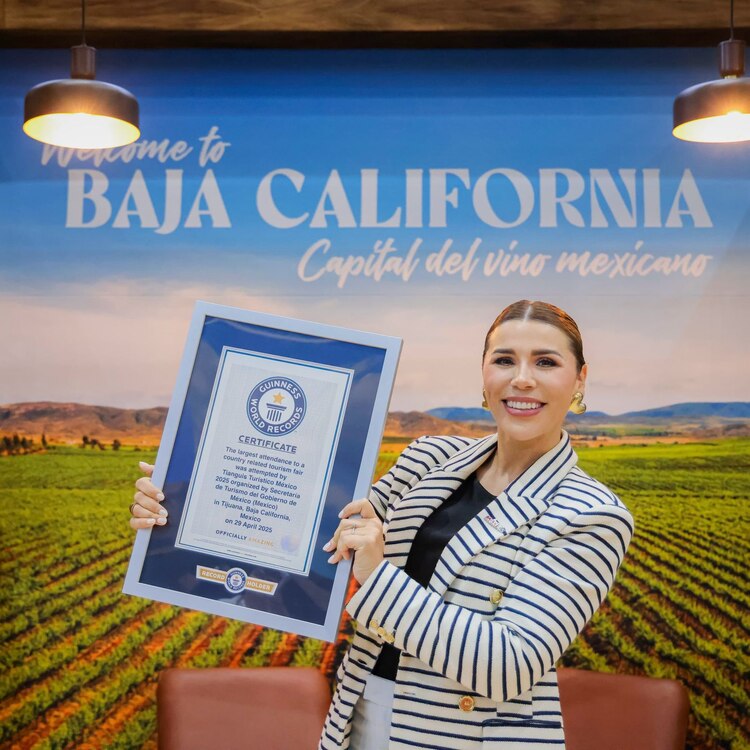 Welcome to
BAJA CALIFORNIA
Capital del vino mexicano
GUINNESS
WORLD RECORDS
CERTIFICATE
The largest attendance to a
country related tourism fair
was attempted by
Tianguis Turístico México
2025 organized by Secretaría
de Turismo del Gobierno de
México (Mexico)
in Tijuana, Baja California,
Mexico
on 29 April 2025
OFFICIALLY AMAZING
RECORD HOLDER